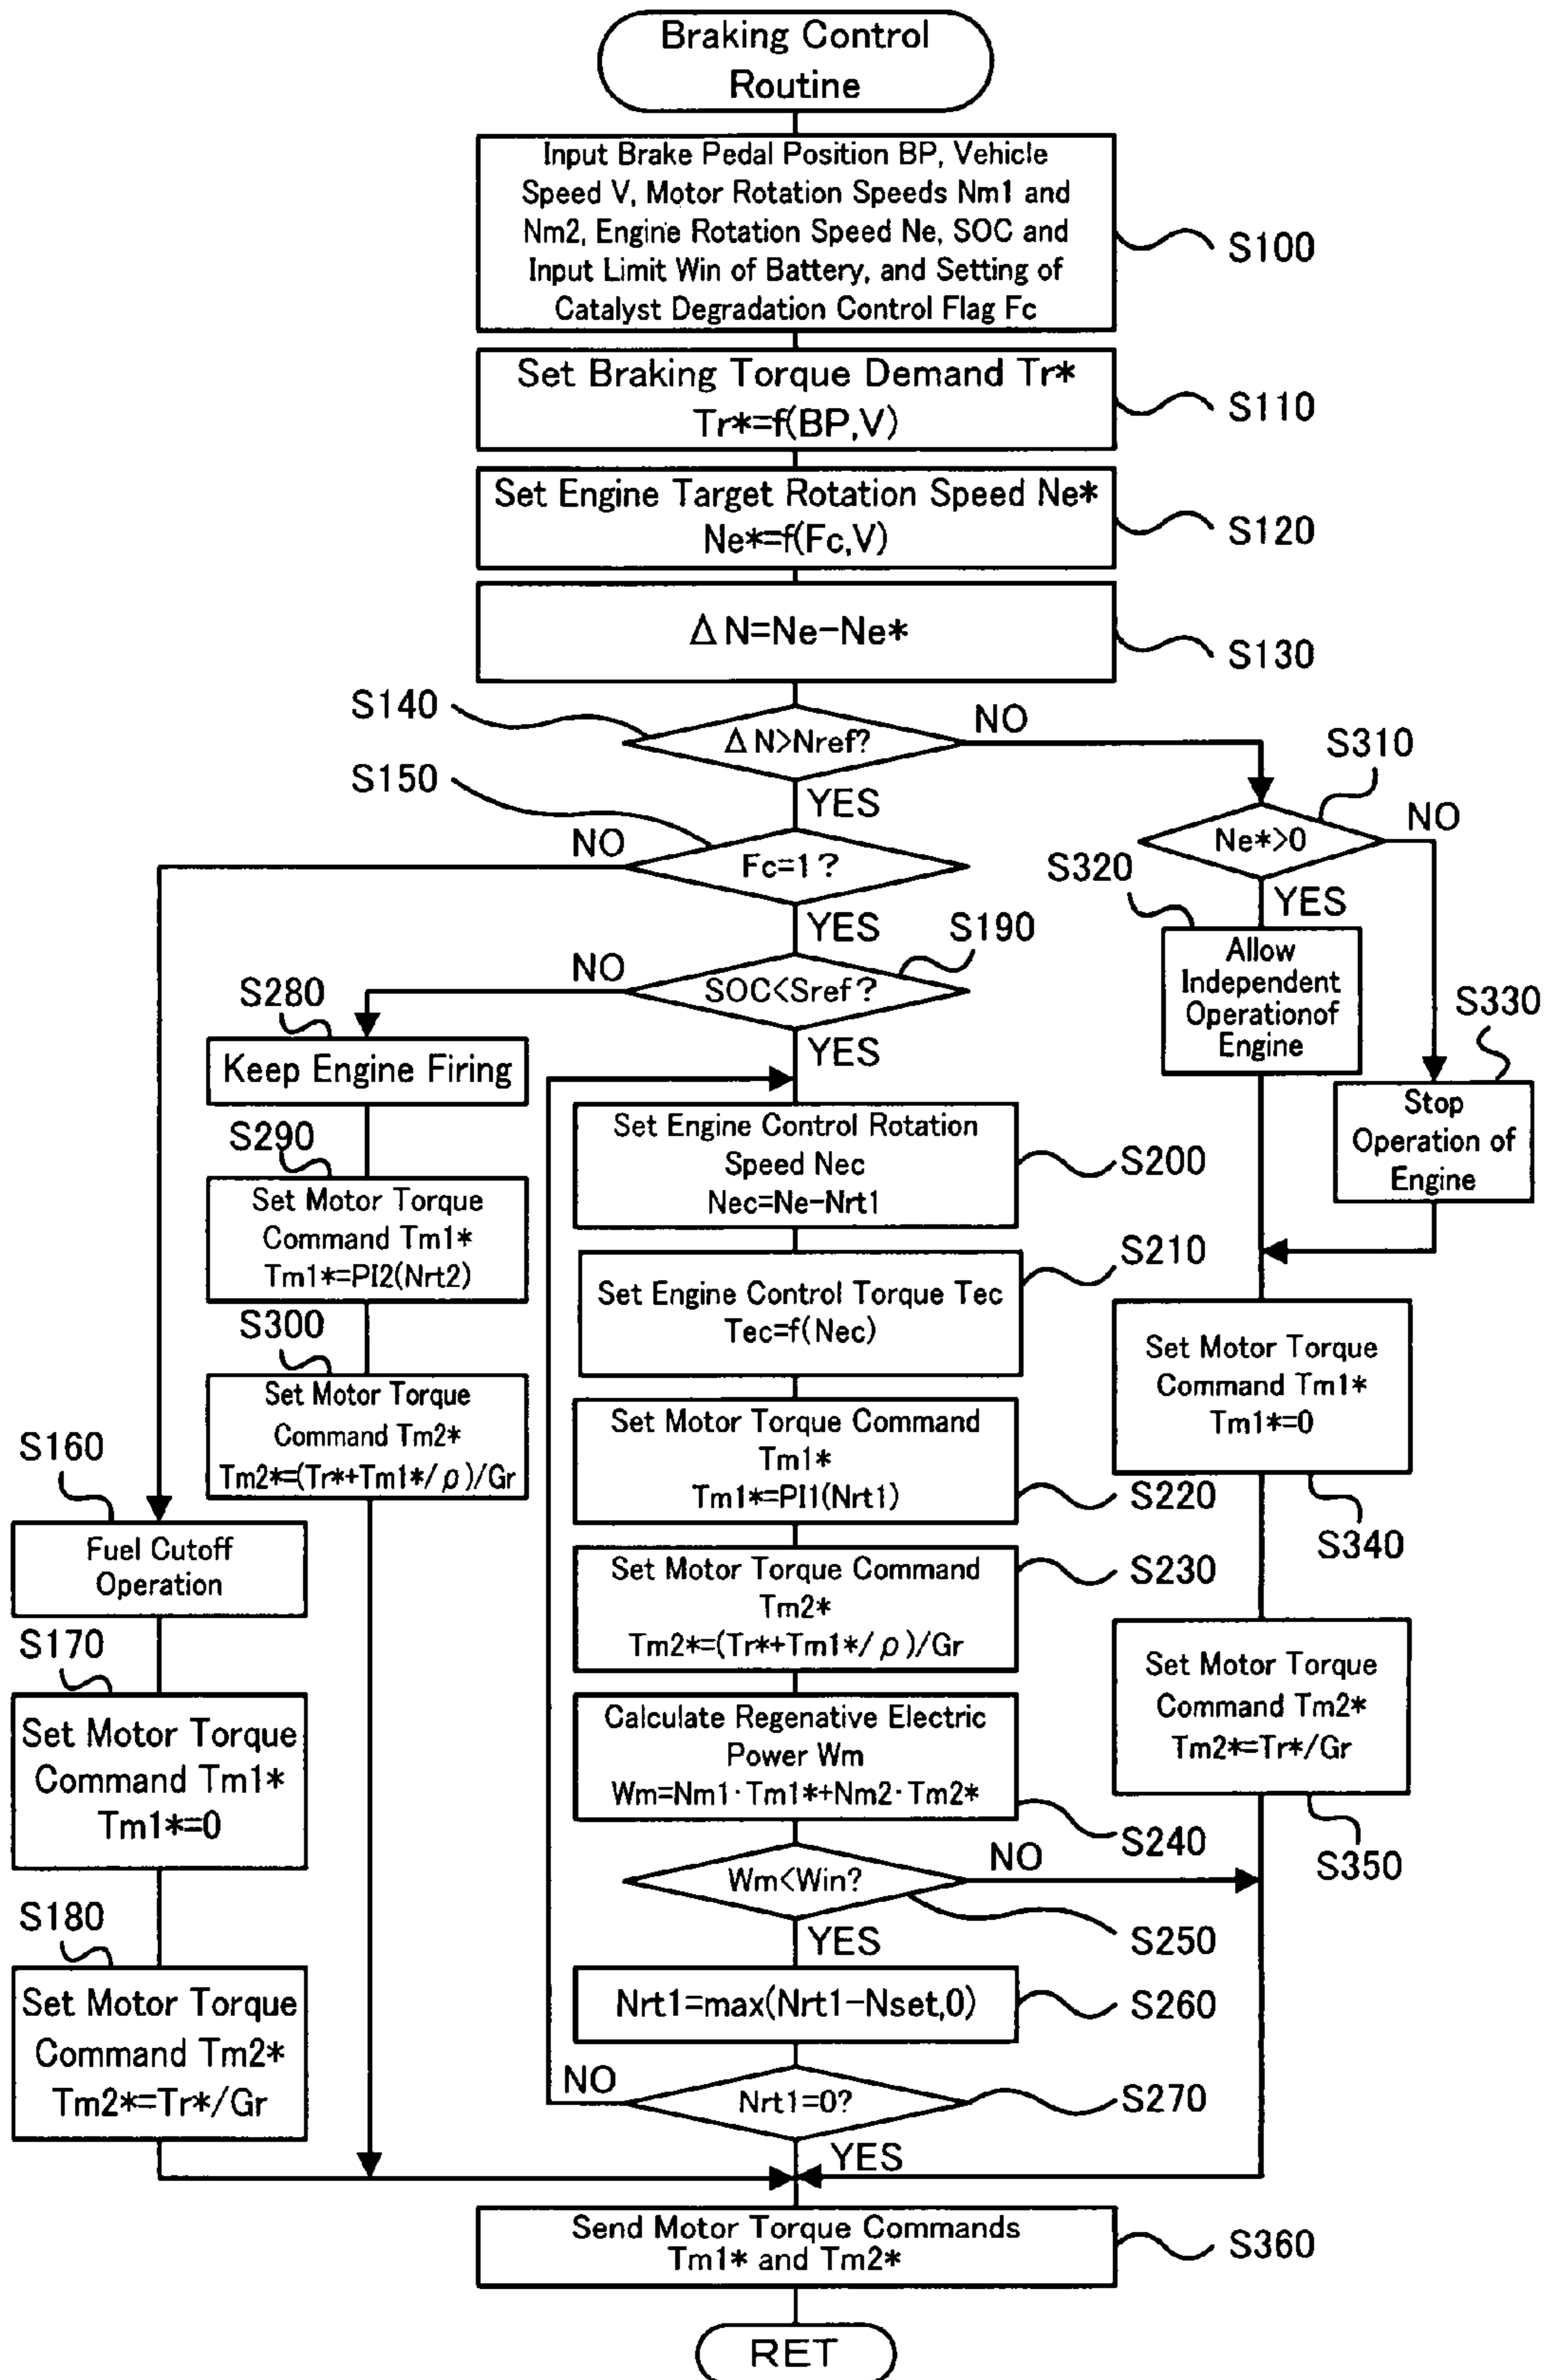 Braking Control
Routine
Input Brake Pedal Position BP, Vehicle
Speed V, Motor Rotation Speeds Nm1 and
Nm2, Engine Rotation Speed Ne, SOC and
Input Limit Win of Battery, and Setting of
Catalyst Degradation Control Flag Fc
S100
Set Braking Torque Demand Tr*
Tr*=f(BP,V)
S110
Set Engine Target Rotation Speed Ne*
Ne*=f(Fc,V)
S120
ΔN=Ne-Ne*
S130
S140
ΔN>Nref?
NO
YES
S150
Fc=1?
NO
YES
S310
Ne*>0
NO
YES
S320
Allow
Independent
Operationof
Engine
S330
Stop
Operation of
Engine
S190
SOC<Sref?
NO
YES
S280
Keep Engine Firing
S290
Set Motor Torque
Command Tm1*
Tm1*=PI2(Nrt2)
S300
Set Motor Torque
Command Tm2*
Tm2*=(Tr*+Tm1*/ρ)/Gr
Set Engine Control Rotation
Speed Nec
Nec=Ne-Nrt1
S200
S210
Set Engine Control Torque Tec
Tec=f(Nec)
Set Motor Torque Command
Tm1*
Tm1*=PI1(Nrt1)
S220
Set Motor Torque Command
Tm2*
Tm2*=(Tr*+Tm1*/ρ)/Gr
S230
Calculate Regenative Electric
Power Wm
Wm=Nm1·Tm1*+Nm2·Tm2*
S240
Wm<Win?
NO
S250
YES
Nrt1=max(Nrt1-Nset,0)
S260
NO
Nrt1=0?
S270
YES
Set Motor Torque
Command Tm1*
Tm1*=0
S340
Set Motor Torque
Command Tm2*
Tm2*=Tr*/Gr
S350
S160
Fuel Cutoff
Operation
S170
Set Motor Torque
Command Tm1*
Tm1*=0
S180
Set Motor Torque
Command Tm2*
Tm2*=Tr*/Gr
Send Motor Torque Commands
Tm1* and Tm2*
S360
RET